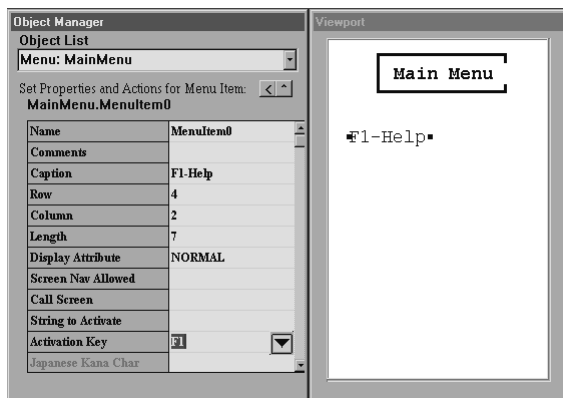 Object Manager
Object List
Menu: MainMenu
Set Properties and Actions for Menu Item: < ^
MainMenu.MenuItem0
Name MenuItem0
Comments
Caption F1-Help
Row 4
Column 2
Length 7
Display Attribute NORMAL
Screen Nav Allowed
Call Screen
String to Activate
Activation Key F1
Japanese Kana Char
Viewport
Main Menu
F1-Help